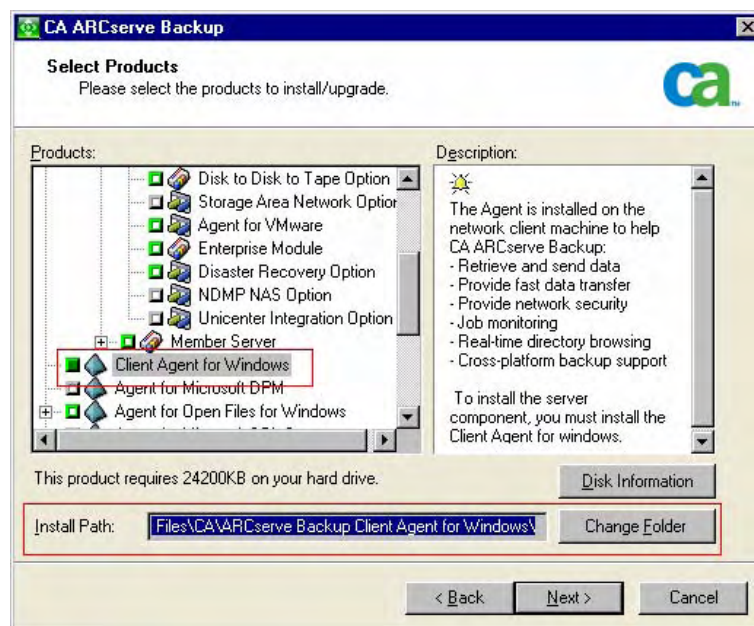 CA ARCserve Backup
Select Products
Please select the products to install/upgrade.
ca
Products:
Disk to Disk to Tape Option
Storage Area Network Option
Agent for VMware
Enterprise Module
Disaster Recovery Option
NDMP NAS Option
Unicenter Integration Option
Member Server
Client Agent for Windows
Agent for Microsoft DPM
Agent for Open Files for Windows
Description:
The Agent is installed on the
network client machine to help
CA ARCserve Backup:
- Retrieve and send data
- Provide fast data transfer
- Provide network security
- Job monitoring
- Real-time directory browsing
- Cross-platform backup support
To install the server
component, you must install the
Client Agent for windows.
This product requires 24200KB on your hard drive.
Disk Information
Install Path:
Files\CA\ARCserve Backup Client Agent for Windows\
Change Folder
< Back
Next >
Cancel